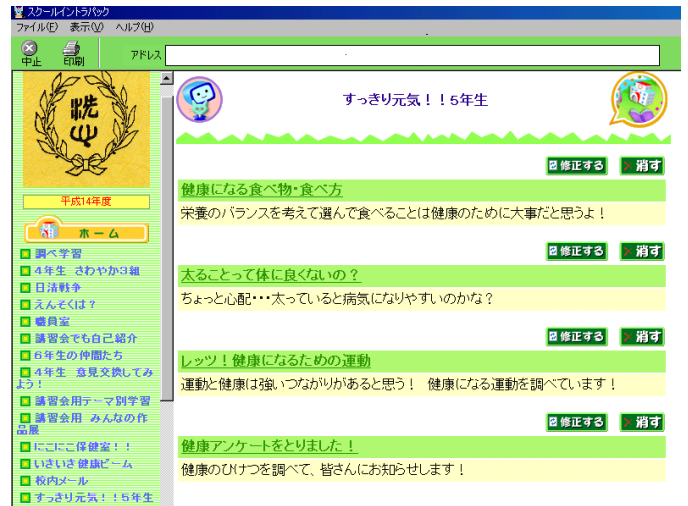 スクールイントラパック
ファイル(F) 表示(V) ヘルプ(H)
中止 印刷 アドレス
平成14年度
ホーム
調べ学習
4年生 さわやか3組
日清戦争
えんそくは？
職員室
講習会でも自己紹介
6年生の仲間たち
4年生 意見交換してみ
よう！
講習会用テーマ別学習
講習会用 みんなの作
品展
にこにこ保健室！！
いきいき健康ビーム
校内メール
すっきり元気！！5年生
すっきり元気！！5年生
修正する 消す
健康になる食べ物・食べ方
栄養のバランスを考えて選んで食べることは健康のために大事だと思うよ！
修正する 消す
太ることって体に良くないの？
ちょっと心配・・・太っていると病気になりやすいのかな？
修正する 消す
レッツ！健康になるための運動
運動と健康は強いつながりがあると思う！ 健康になる運動を調べています！
修正する 消す
健康アンケートをとりました！
健康のひけつを調べて、皆さんにお知らせします！